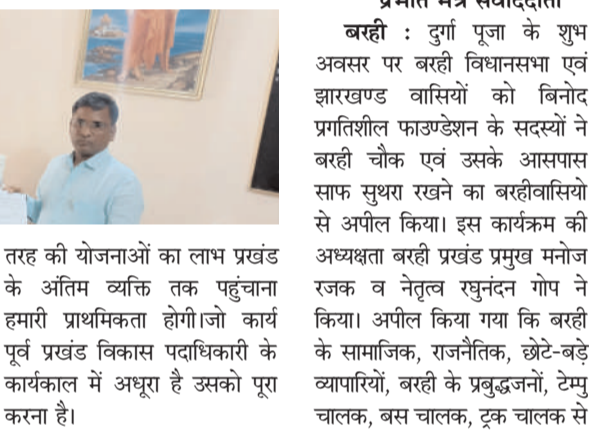 तरह की योजनाओं का लाभ प्रखंड
के अंतिम व्यक्ति तक पहुंचाना
हमारी प्राथमिकता होगी।जो कार्य
पूर्व प्रखंड विकास पदाधिकारी के
कार्यकाल में अधूरा है उसको पूरा
करना है।
प्रभात मंत्र संवाददाता
बरही : दुर्गा पूजा के शुभ
अवसर पर बरही विधानसभा एवं
झारखण्ड वासियों को बिनोद
प्रगतिशील फाउण्डेशन के सदस्यों ने
बरही चौक एवं उसके आसपास
साफ सुथरा रखने का बरहीवासियो
से अपील किया। इस कार्यक्रम की
अध्यक्षता बरही प्रखंड प्रमुख मनोज
रजक व नेतृत्व रघुनंदन गोप ने
किया। अपील किया गया कि बरही
के सामाजिक, राजनैतिक, छोटे-बड़े
व्यापारियों, बरही के प्रबुद्धजनों, टेम्पु
चालक, बस चालक, ट्रक चालक से